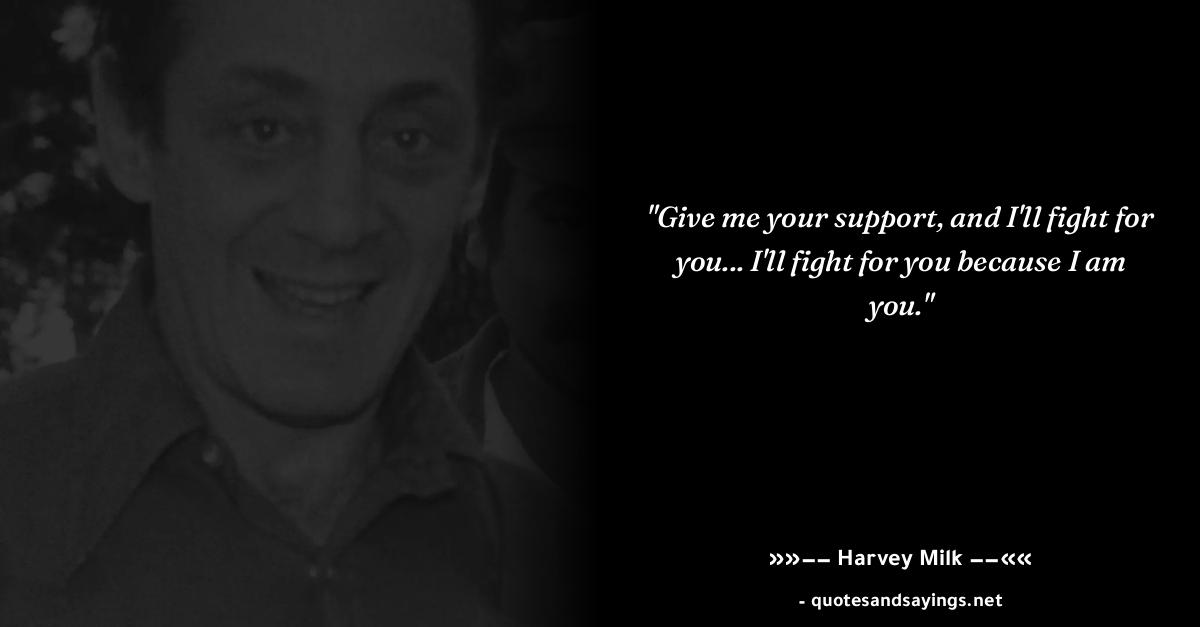 "Give me your support, and I'll fight for
you... I'll fight for you because I am
you."
»»–– Harvey Milk ––««
- quotesandsayings.net